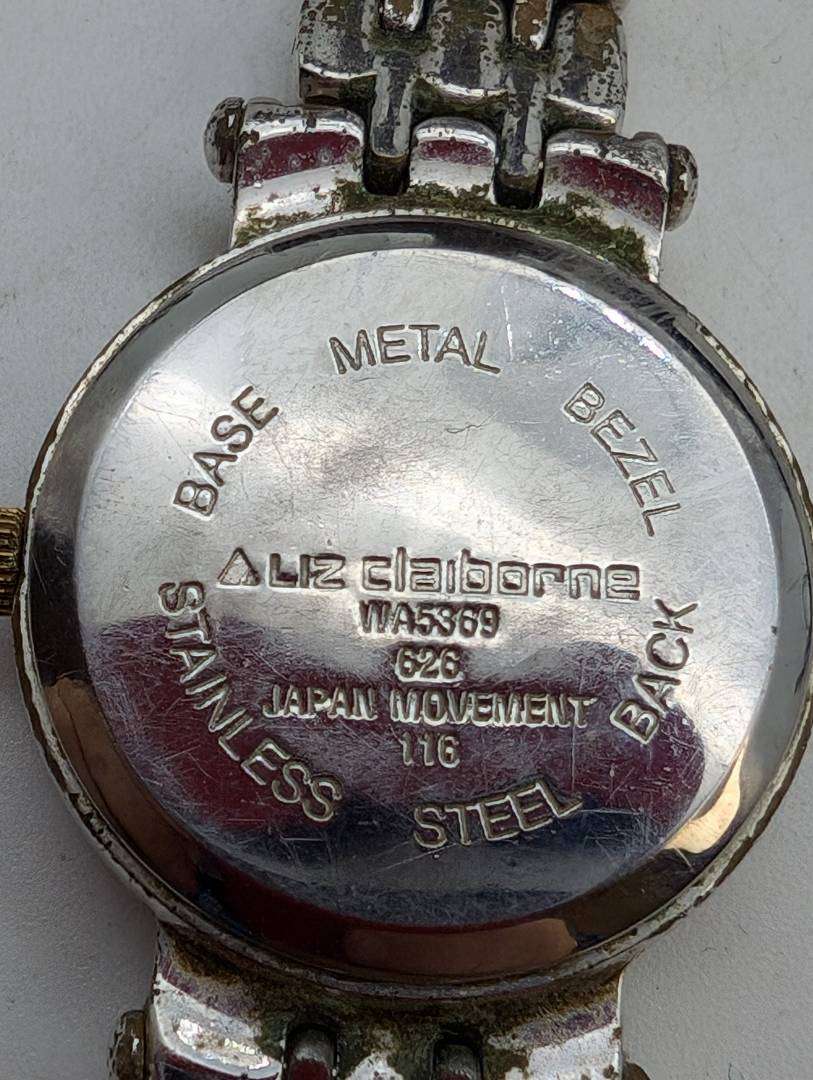 BASE METAL BEZEL
LIZ claiborne
WA5369
626
JAPAN MOVEMENT
116
STAINLESS STEEL BACK